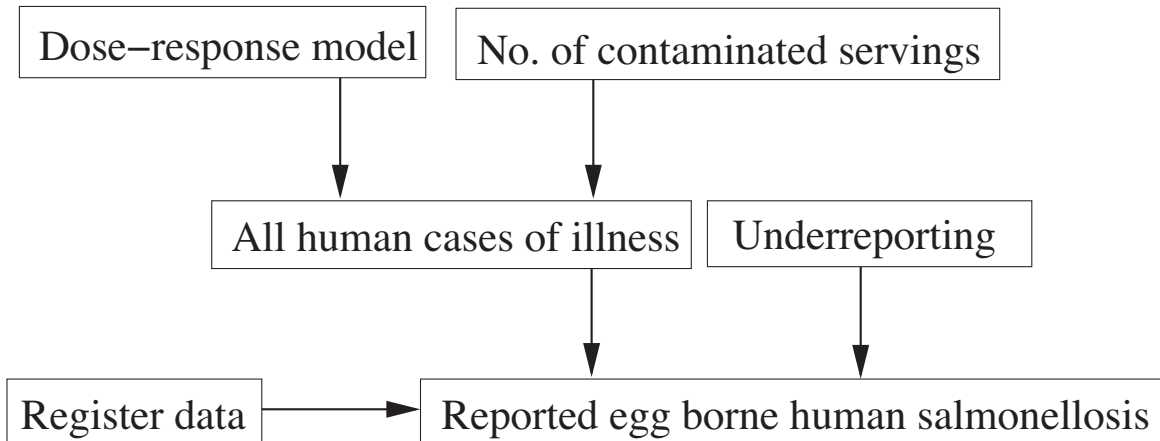 Dose−response model
No. of contaminated servings
All human cases of illness
Underreporting
Register data
Reported egg borne human salmonellosis